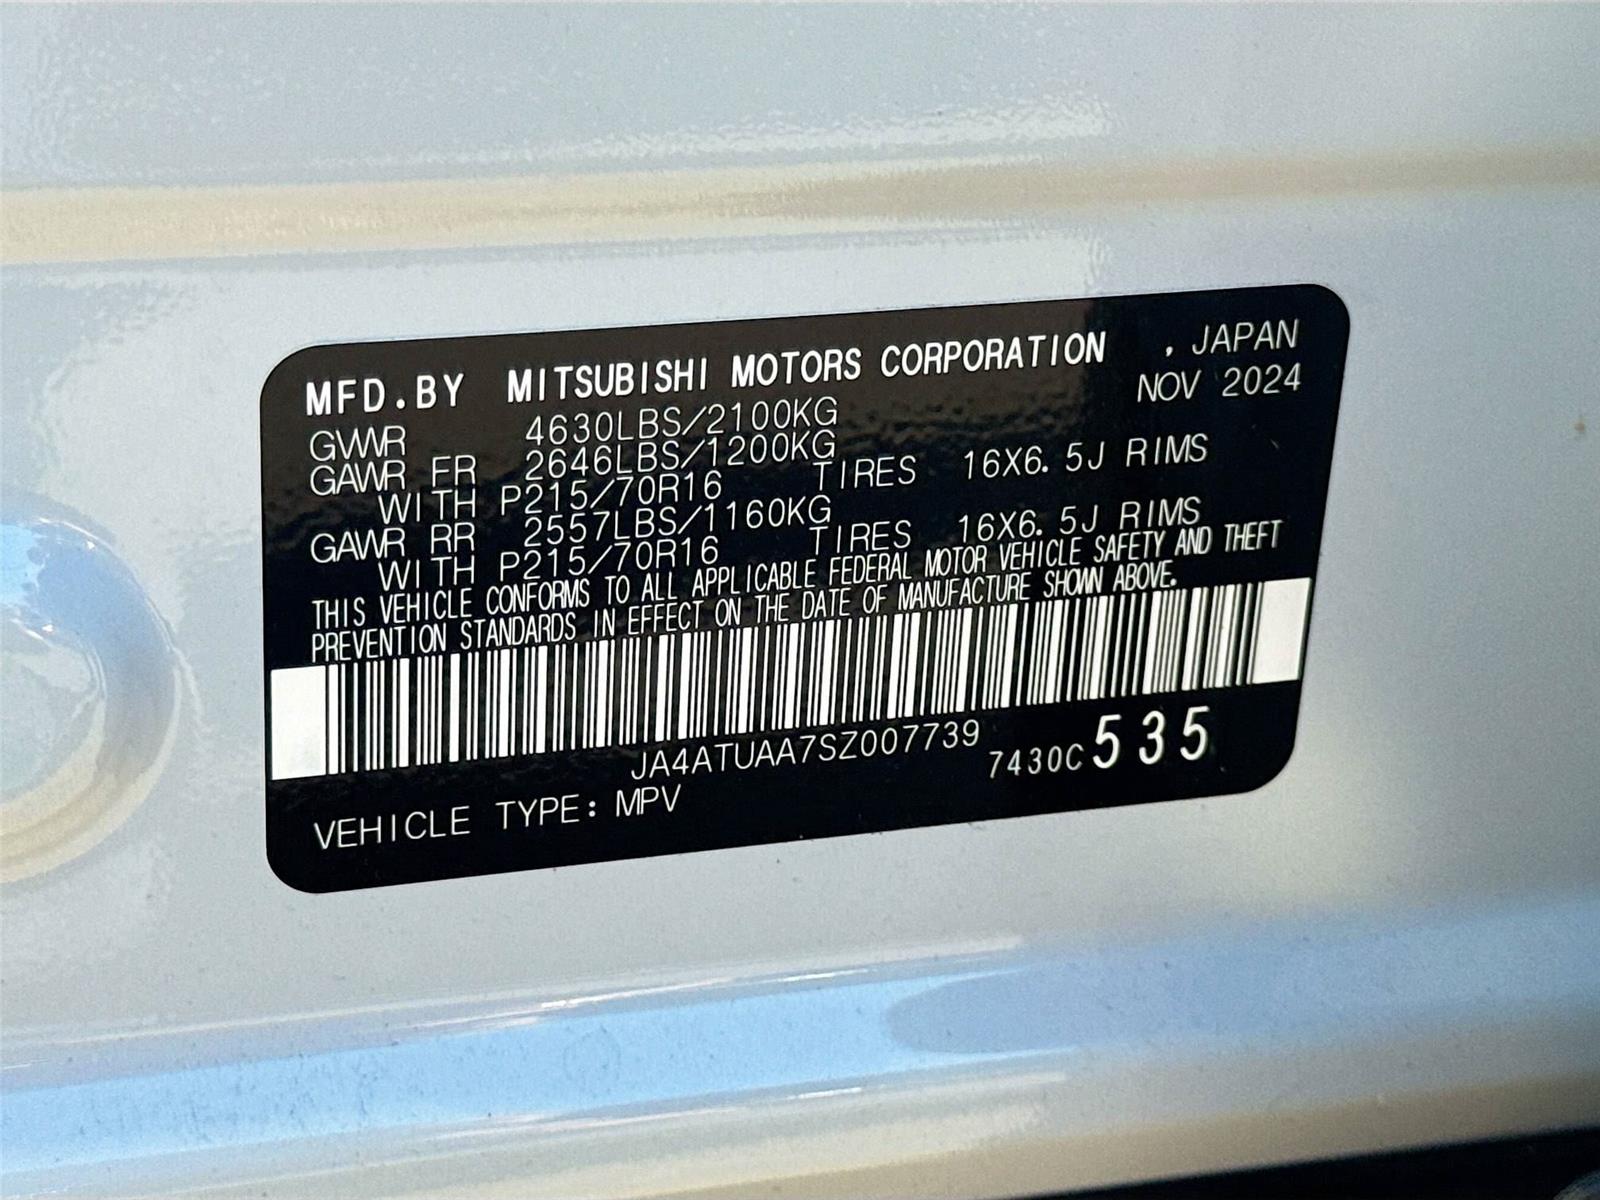 MFD.BY MITSUBISHI MOTORS CORPORATION , JAPAN
NOV 2024
GVWR 4630LBS/2100KG
GAWR FR 2646LBS/1200KG
WITH P215/70R16 TIRES 16X6.5J RIMS
GAWR RR 2557LBS/1160KG
WITH P215/70R16 TIRES 16X6.5J RIMS
THIS VEHICLE CONFORMS TO ALL APPLICABLE FEDERAL MOTOR VEHICLE SAFETY AND THEFT
PREVENTION STANDARDS IN EFFECT ON THE DATE OF MANUFACTURE SHOWN ABOVE.
JA4ATUAA7SZ007739 7430C535
VEHICLE TYPE: MPV